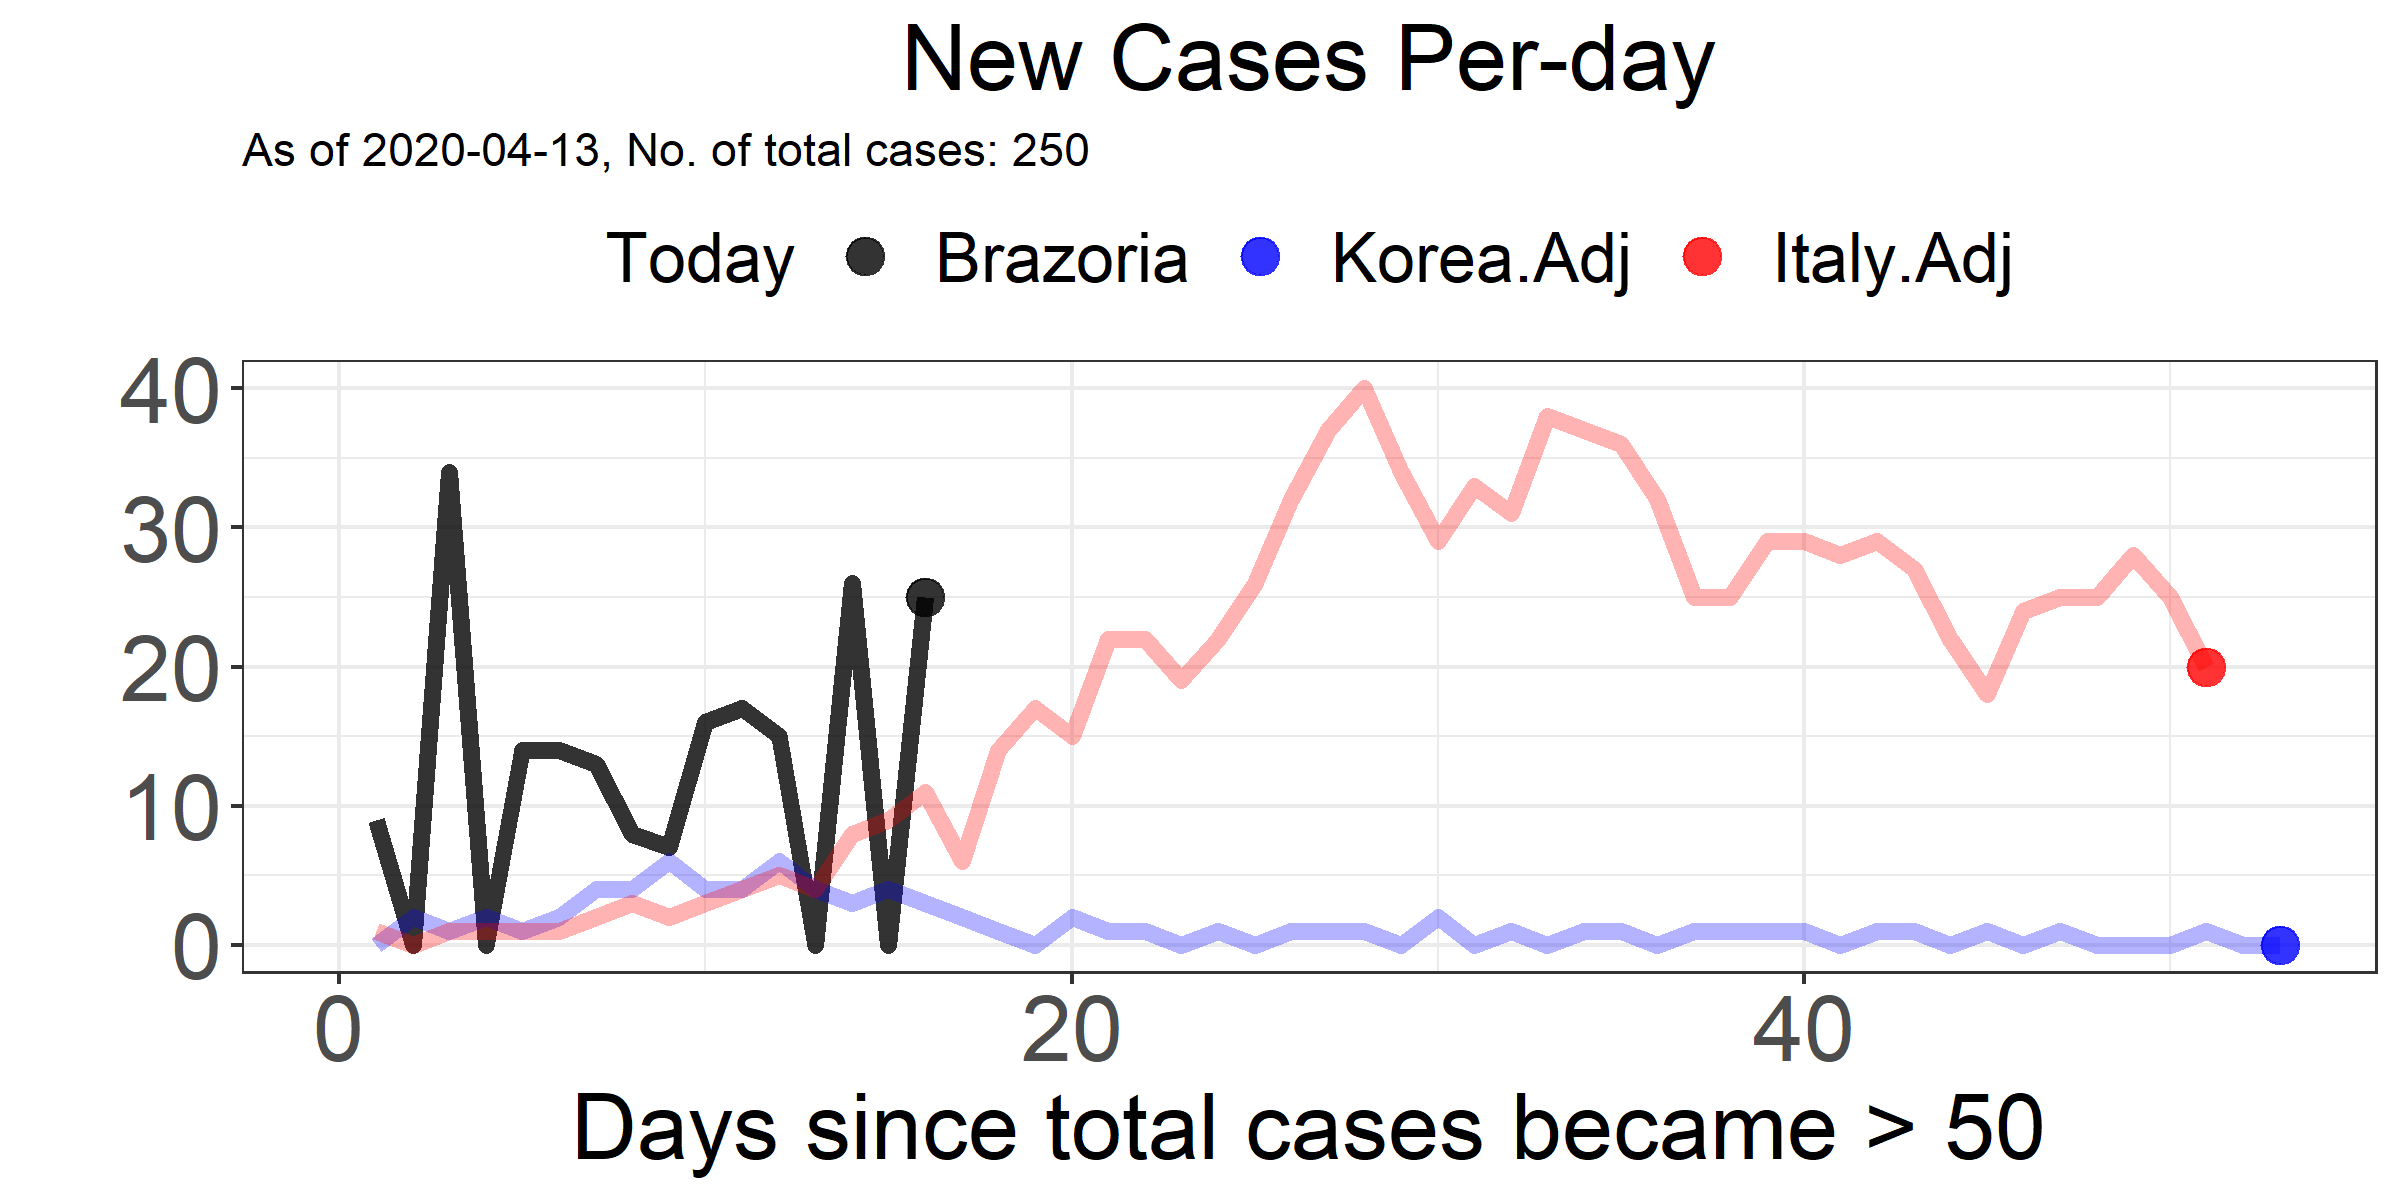 New Cases Per-day
As of 2020-04-13, No. of total cases: 250
Today Brazoria Korea.Adj Italy.Adj
40
30
20
10
0
0 20 40
Days since total cases became > 50